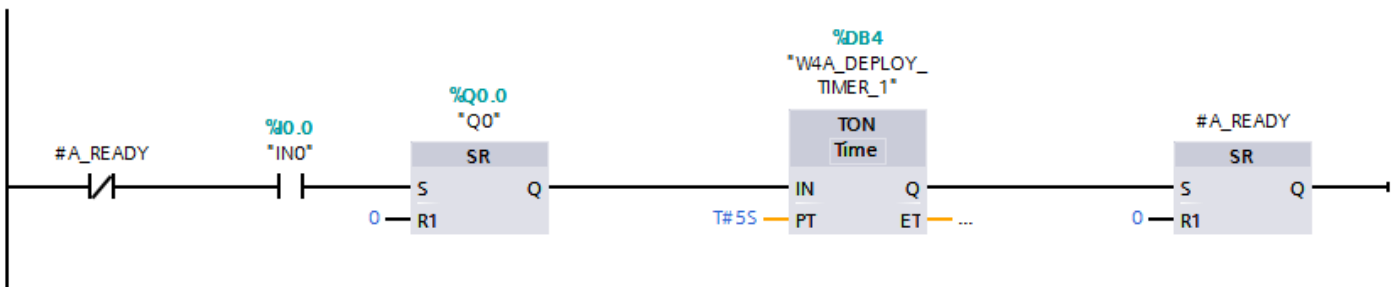 %DB4
"W4A_DEPLOY_
TIMER_1"
%Q0.0
"Q0"
TON
Time
#A_READY
%I0.0
#A_READY
"IN0"
SR
SR
S Q
IN Q
S Q
0 R1
T#5S PT ET ...
0 R1